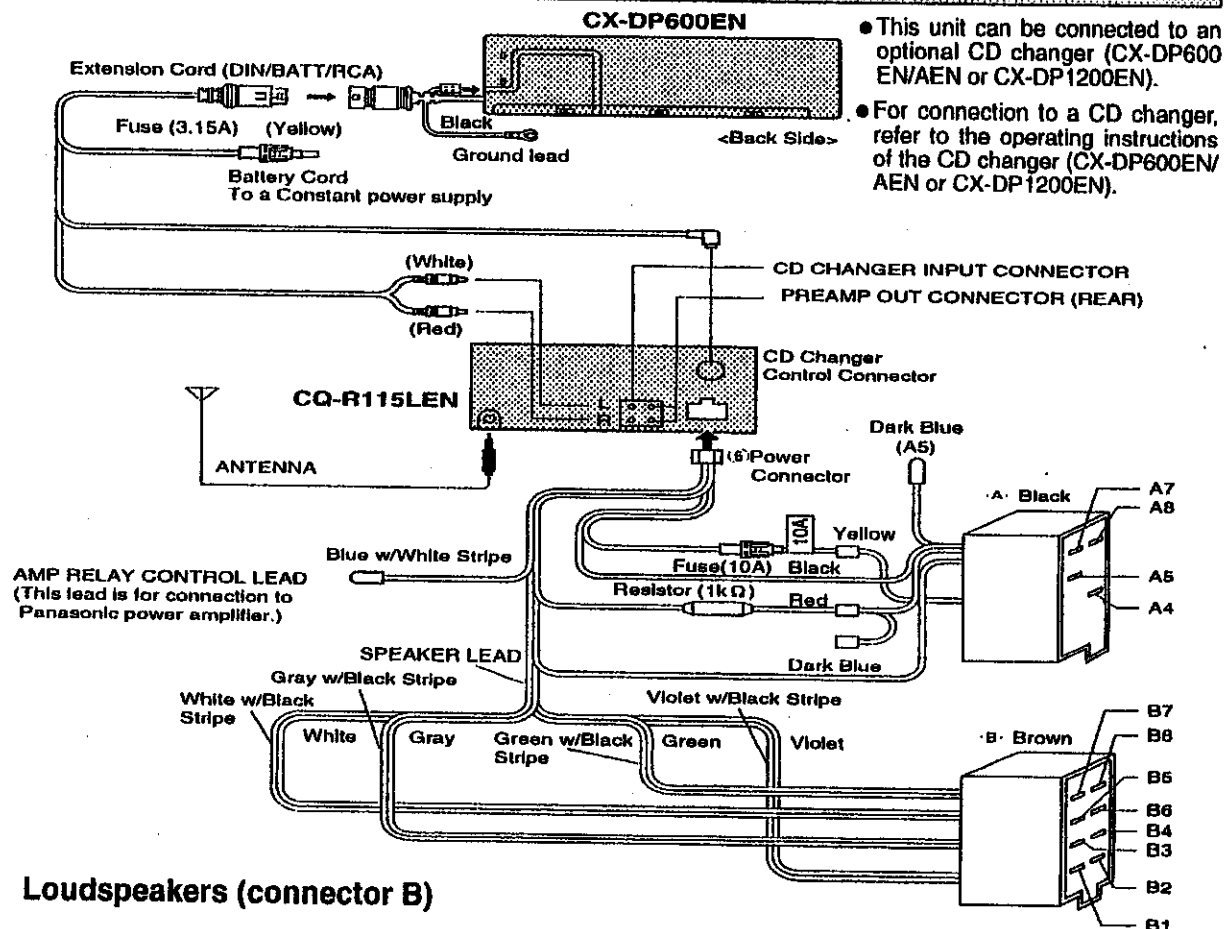 CX-DP600EN
Extension Cord (DIN/BATT/RCA)
Fuse (3.15A) (Yellow)
Black
Ground lead
<Back Side>
Battery Cord
To a Constant power supply
● This unit can be connected to an
optional CD changer (CX-DP600
EN/AEN or CX-DP1200EN).
● For connection to a CD changer,
refer to the operating instructions
of the CD changer (CX-DP600EN/
AEN or CX-DP1200EN).
(White)
(Red)
CD CHANGER INPUT CONNECTOR
PREAMP OUT CONNECTOR (REAR)
CQ-R115LEN
CD Changer
Control Connector
ANTENNA
Power
Connector
Dark Blue
(A5)
·A· Black
A7
A8
A5
A4
Blue w/White Stripe
10A
Yellow
Fuse(10A) Black
AMP RELAY CONTROL LEAD
(This lead is for connection to
Panasonic power amplifier.)
Resistor (1kΩ)
Red
Dark Blue
SPEAKER LEAD
Gray w/Black Stripe
White w/Black
Stripe
Violet w/Black Stripe
White
Gray
Green w/Black
Stripe
Green
Violet
·B· Brown
B7
B8
B5
B6
B4
B3
B2
B1
Loudspeakers (connector B)